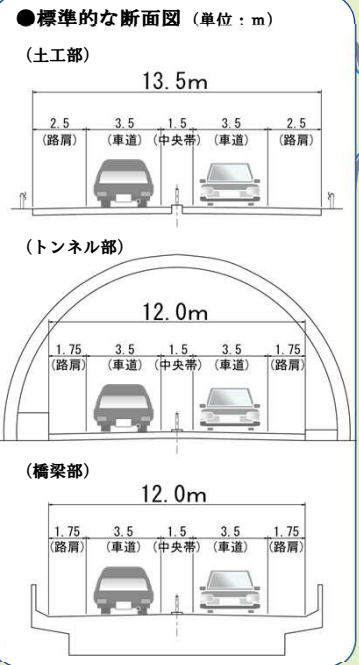 ●標準的な断面図（単位：m）
（土工部）
13.5m
2.5 3.5 1.5 3.5 2.5
(路肩) (車道) (中央帯) (車道) (路肩)
（トンネル部）
12.0m
1.75 3.5 1.5 3.5 1.75
(路肩) (車道) (中央帯) (車道) (路肩)
（橋梁部）
12.0m
1.75 3.5 1.5 3.5 1.75
(路肩) (車道) (中央帯) (車道) (路肩)